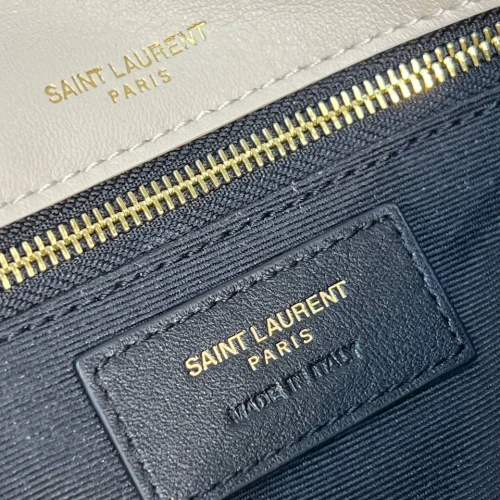 SAINT LAURENT
PARIS
SAINT LAURENT
PARIS
MADE IN ITALY